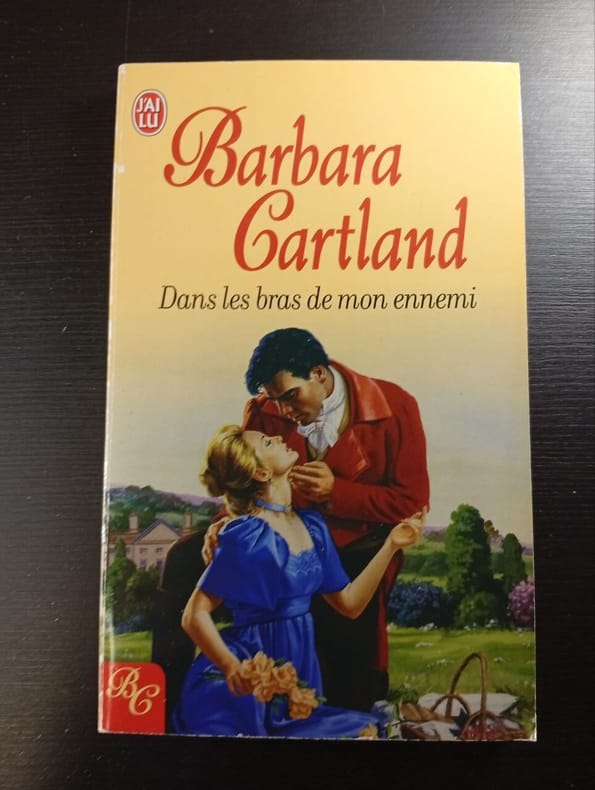 J'AI
LU
Barbara
Cartland
Dans les bras de mon ennemi
BC